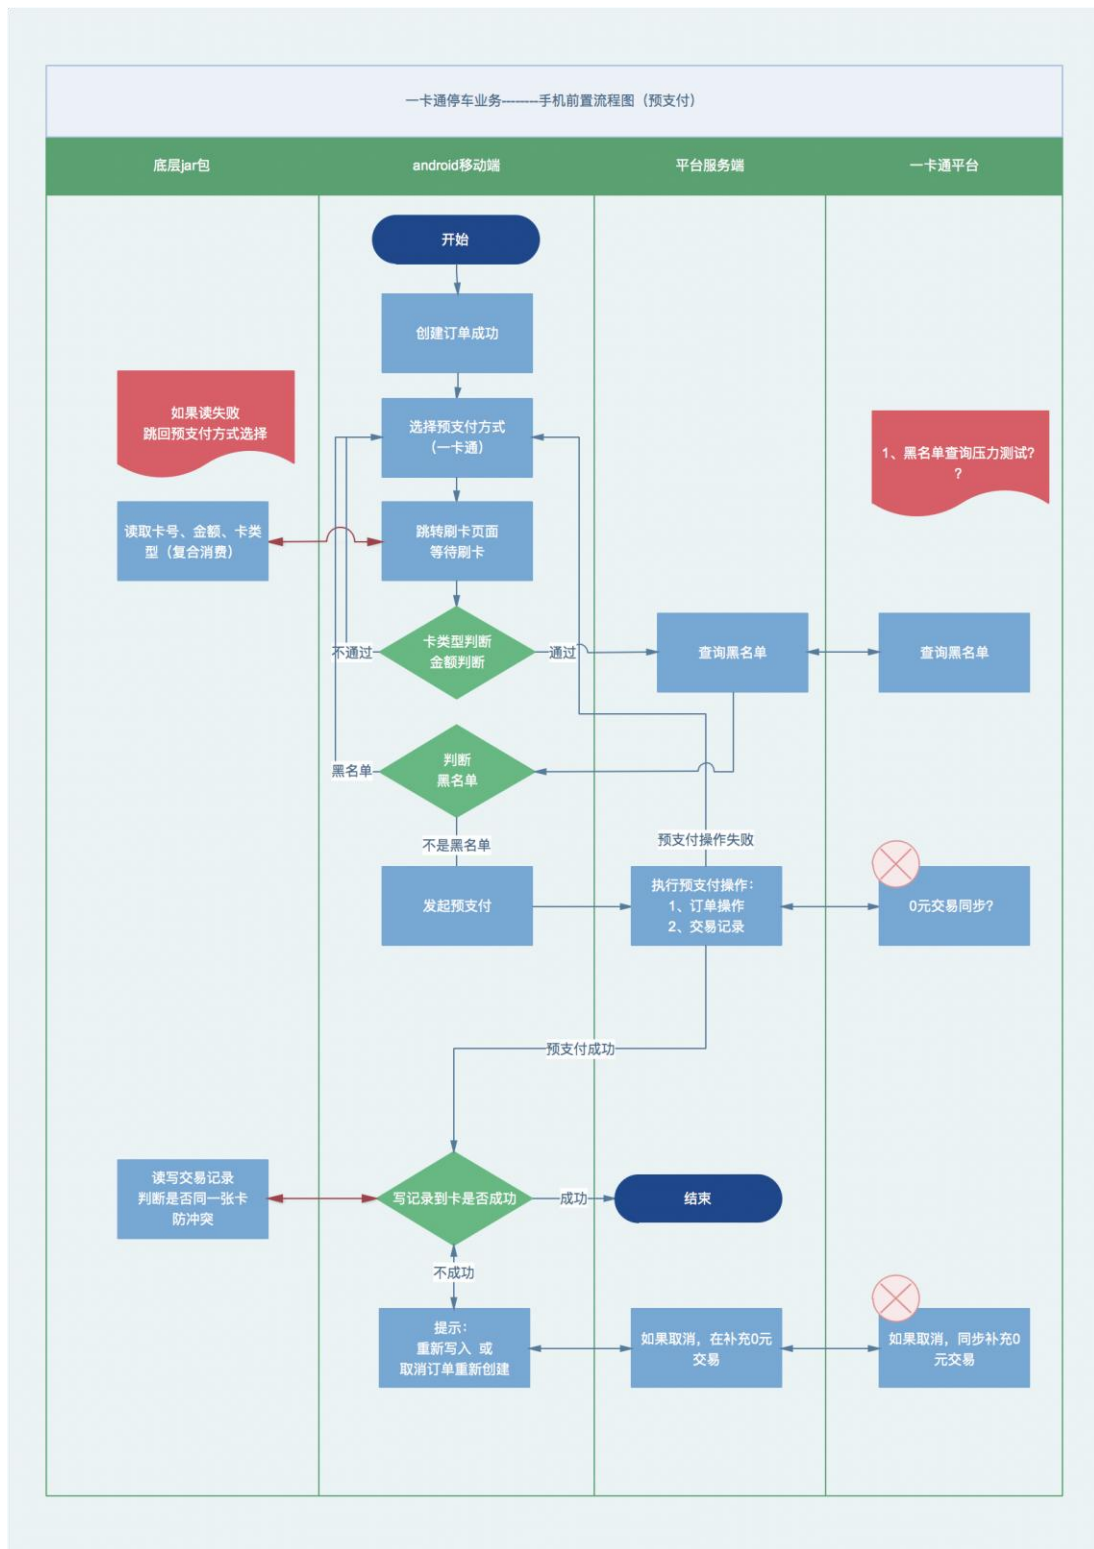 一卡通停车业务--------手机前置流程图（预支付）
底层jar包
android移动端
平台服务端
一卡通平台
开始
创建订单成功
如果读失败
跳回预支付方式选择
选择预支付方式
（一卡通）
1、黑名单查询压力测试?
?
读取卡号、金额、卡类
型（复合消费）
跳转刷卡页面
等待刷卡
不通过
卡类型判断
金额判断
通过
查询黑名单
查询黑名单
黑名单
判断
黑名单
不是黑名单
预支付操作失败
发起预支付
执行预支付操作：
1、订单操作
2、交易记录
0元交易同步?
预支付成功
读写交易记录
判断是否同一张卡
防冲突
写记录到卡是否成功
成功
结束
不成功
提示：
重新写入 或
取消订单重新创建
如果取消，在补充0元
交易
如果取消，同步补充0
元交易